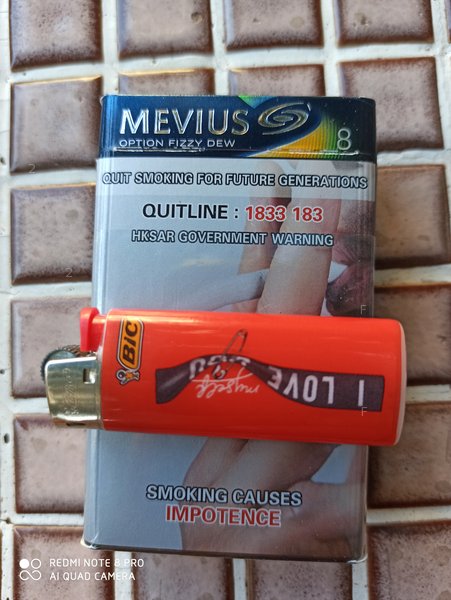 MEVIUS
OPTION FIZZY DEW
8
QUIT SMOKING FOR FUTURE GENERATIONS
QUITLINE : 1833 183
HKSAR GOVERNMENT WARNING
BIC
I LOVE
myself
SMOKING CAUSES
IMPOTENCE
REDMI NOTE 8 PRO
AI QUAD CAMERA